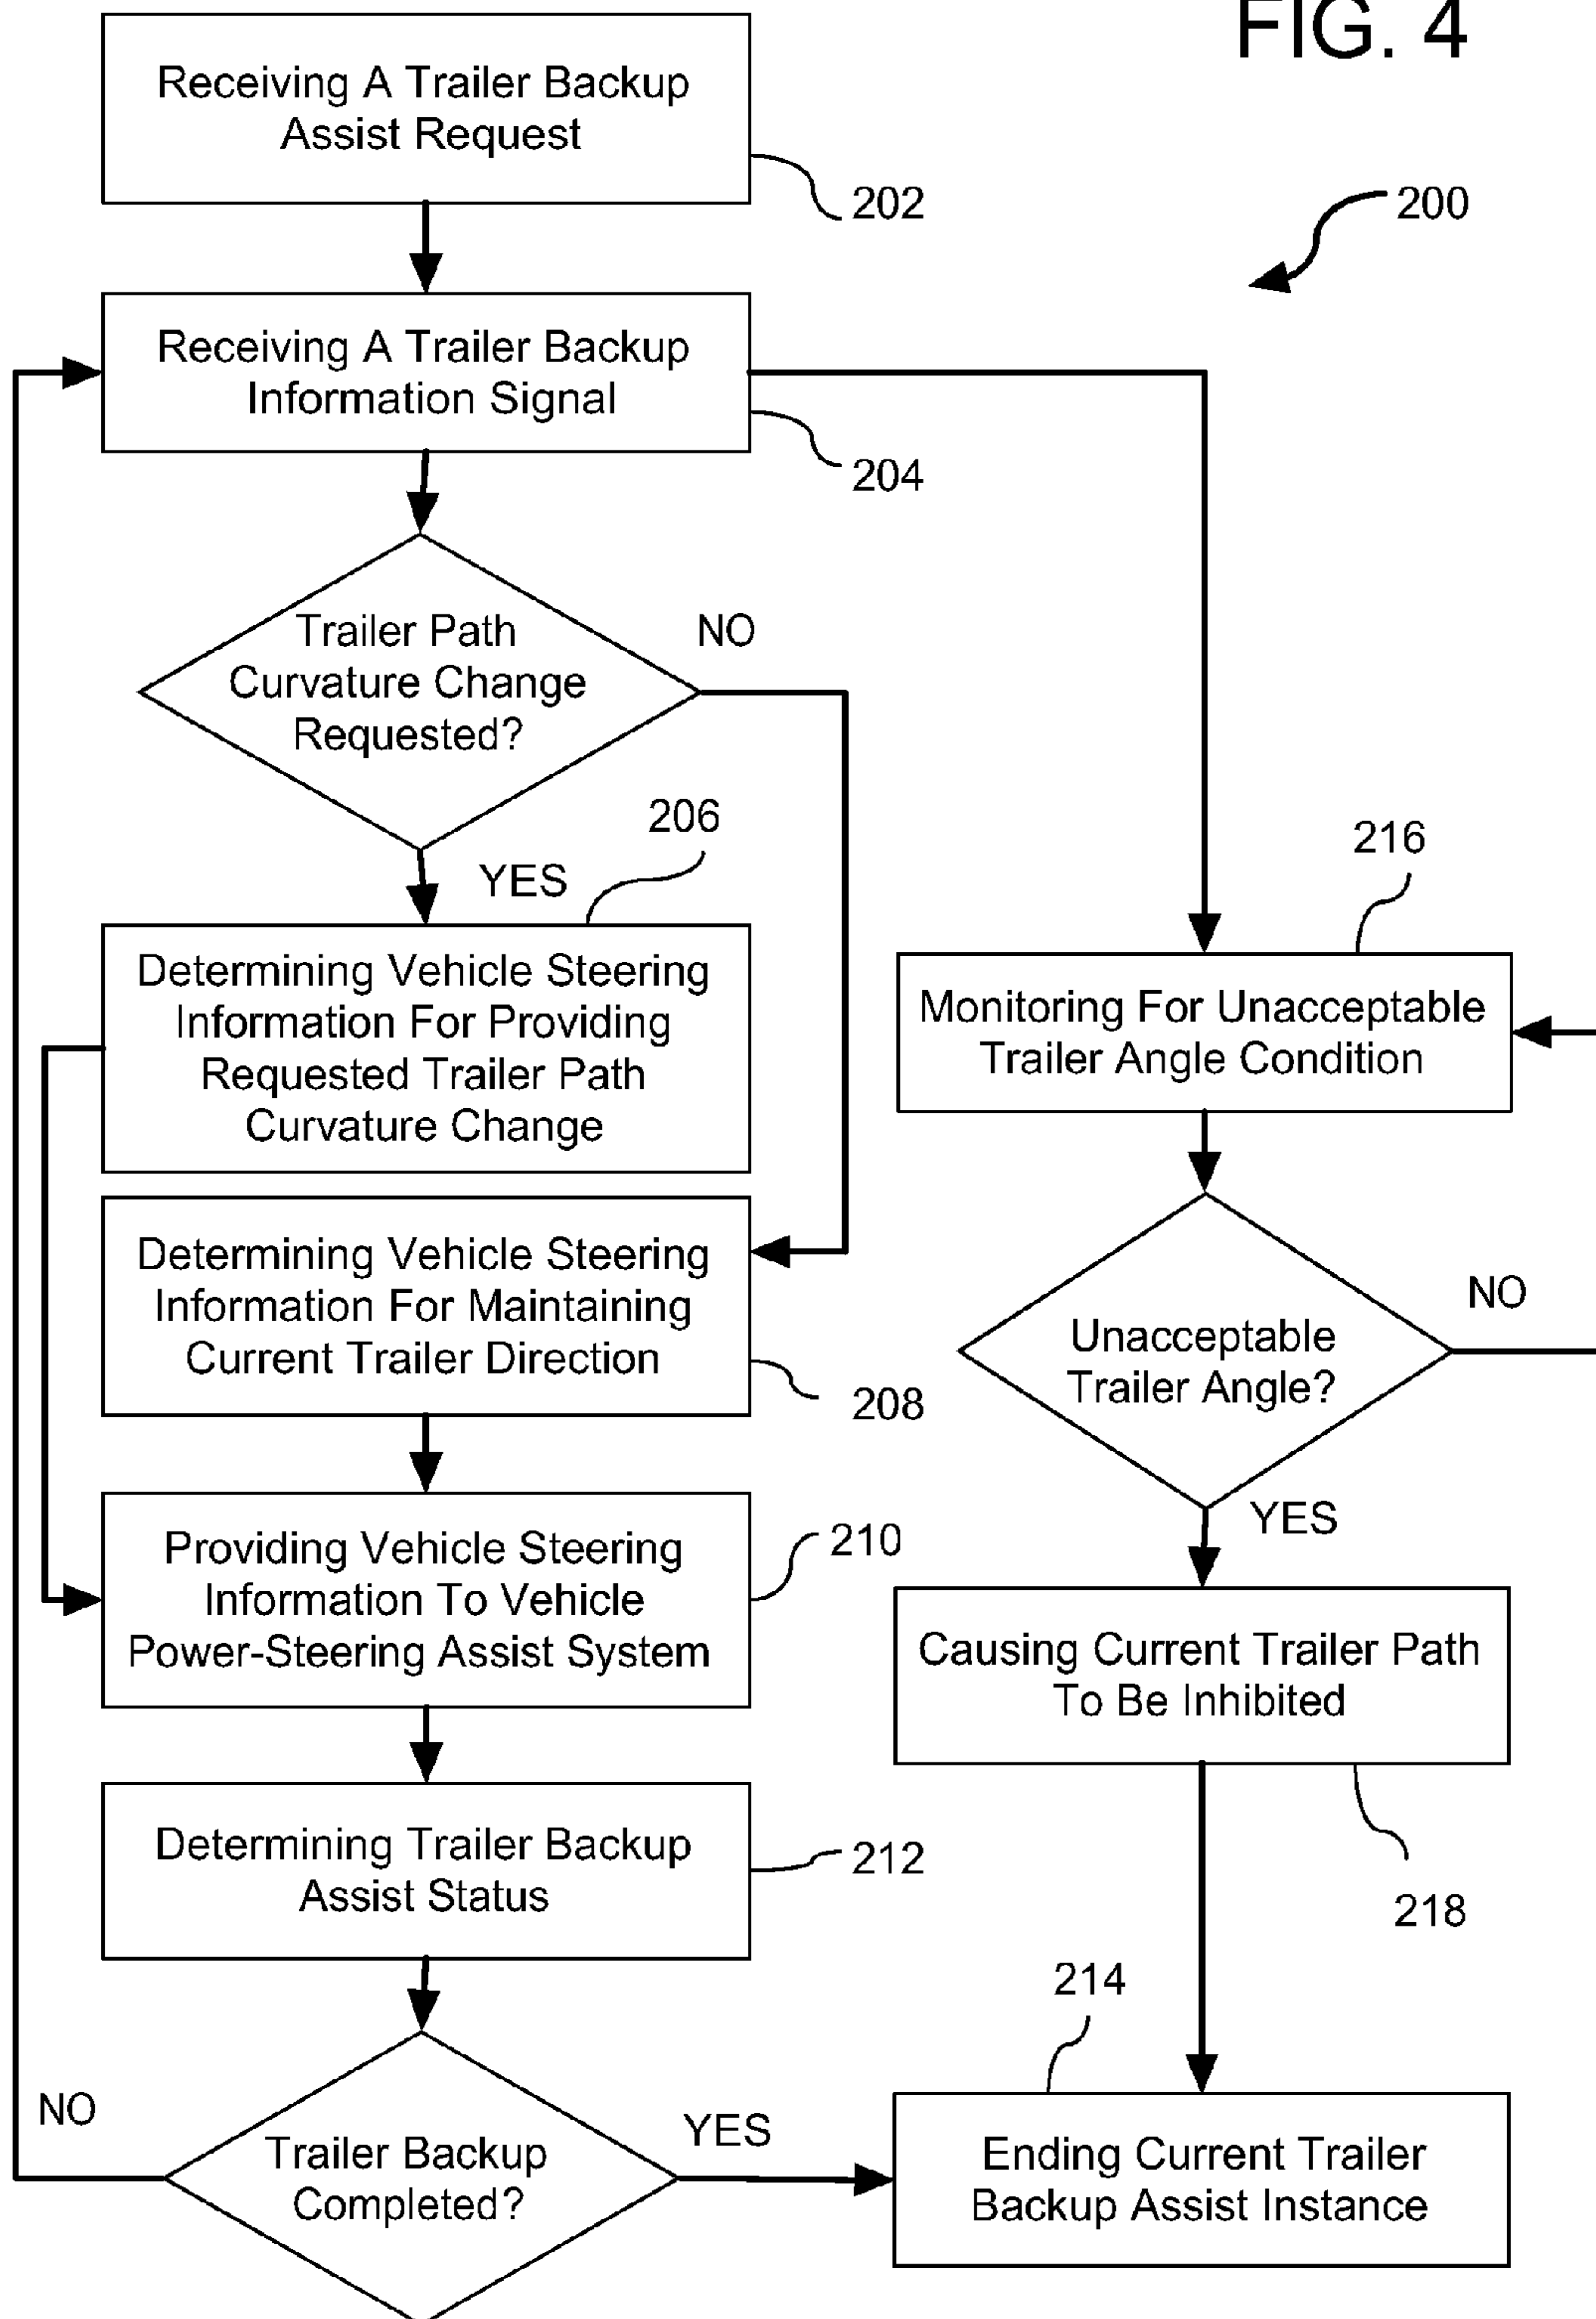 FIG. 4
Receiving A Trailer Backup
Assist Request
202
200
Receiving A Trailer Backup
Information Signal
204
Trailer Path
Curvature Change
Requested?
NO
YES
206
Determining Vehicle Steering
Information For Providing
Requested Trailer Path
Curvature Change
Determining Vehicle Steering
Information For Maintaining
Current Trailer Direction
208
Providing Vehicle Steering
Information To Vehicle
Power-Steering Assist System
210
Determining Trailer Backup
Assist Status
212
Trailer Backup
Completed?
NO
YES
216
Monitoring For Unacceptable
Trailer Angle Condition
Unacceptable
Trailer Angle?
NO
YES
Causing Current Trailer Path
To Be Inhibited
218
214
Ending Current Trailer
Backup Assist Instance